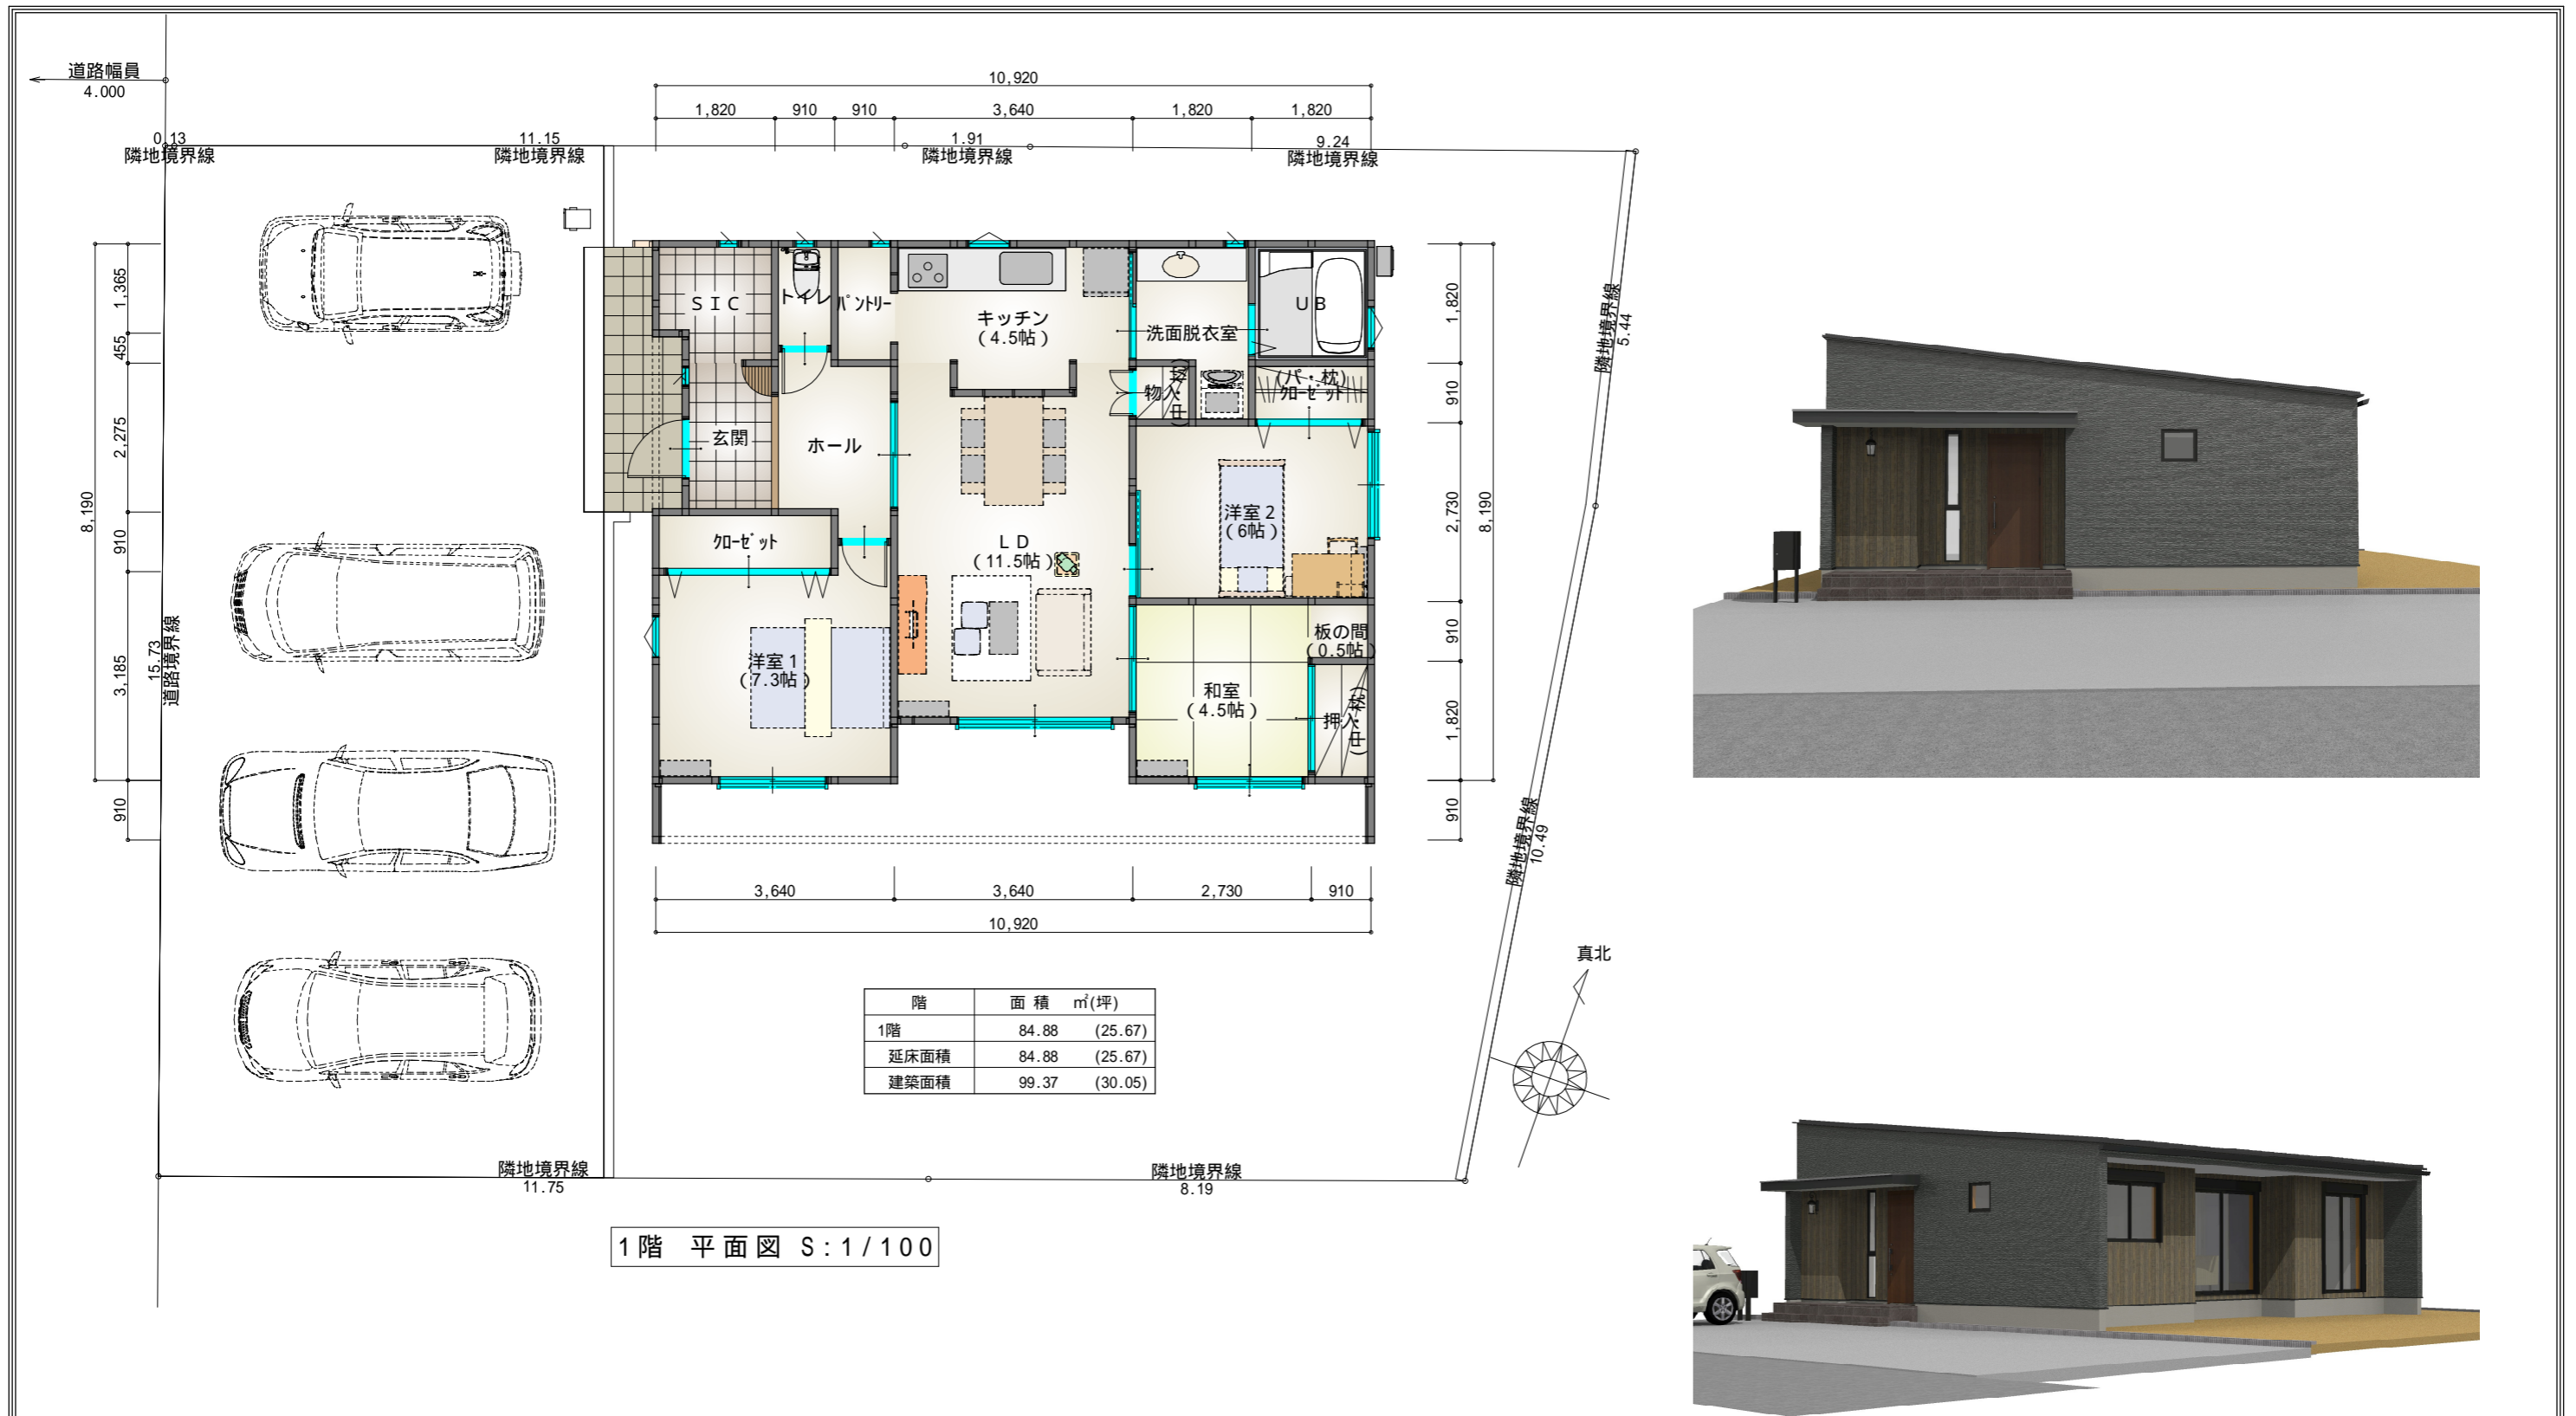 道路幅員
4.000
10,920
1,820
910
910
3,640
1,820
1,820
0.13
隣地境界線
11.15
隣地境界線
1.91
隣地境界線
9.24
隣地境界線
8,190
1,365
455
2,275
910
3,185
910
15.73
道路境界線
SIC
トイレ
パントリー
キッチン
(4.5帖)
洗面脱衣室
UB
玄関
ホール
物入
(中・枕)
(パ・枕)
クローゼット
洋室2
(6帖)
クローゼット
LD
(11.5帖)
洋室1
(7.3帖)
和室
(4.5帖)
板の間
(0.5帖)
押入
(中・枕)
1,820
910
2,730
910
1,820
910
8,190
隣地境界線
5.44
隣地境界線
10.49
3,640
3,640
2,730
910
10,920
真北
階 面積 ㎡(坪)
1階 84.88 (25.67)
延床面積 84.88 (25.67)
建築面積 99.37 (30.05)
隣地境界線
11.75
隣地境界線
8.19
1階 平面図 S:1/100